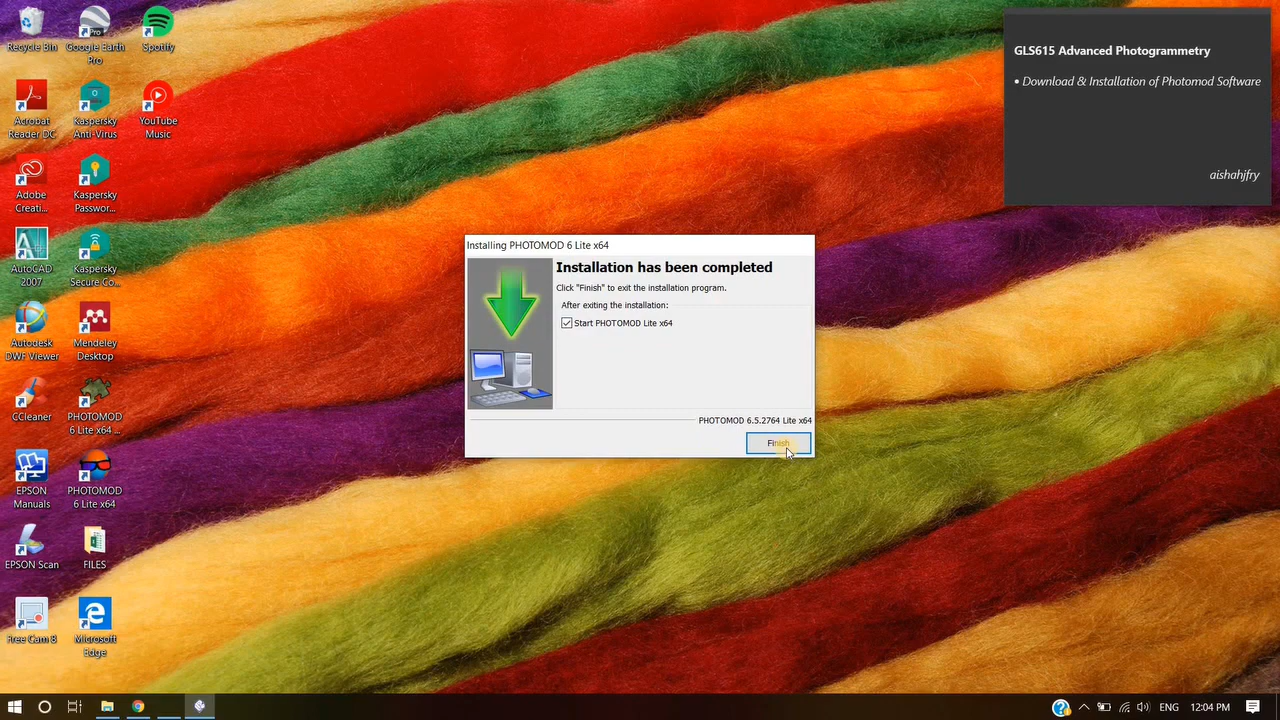 Recycle Bin
Google Earth
Pro
Spotify
Acrobat
Reader DC
Kaspersky
Anti-Virus
YouTube
Music
Adobe
Creati...
Kaspersky
Passwor...
AutoCAD
2007
Kaspersky
Secure Co...
Autodesk
DWF Viewer
Mendeley
Desktop
CCleaner
PHOTOMOD
6 Lite x64 ...
EPSON
Manuals
PHOTOMOD
6 Lite x64
EPSON Scan
FILES
Free Cam 8
Microsoft
Edge
GLS615 Advanced Photogrammetry
• Download & Installation of Photomod Software
aishahjfry
Installing PHOTOMOD 6 Lite x64
Installation has been completed
Click "Finish" to exit the installation program.
After exiting the installation:
Start PHOTOMOD Lite x64
PHOTOMOD 6.5.2764 Lite x64
Finish
ENG
12:04 PM